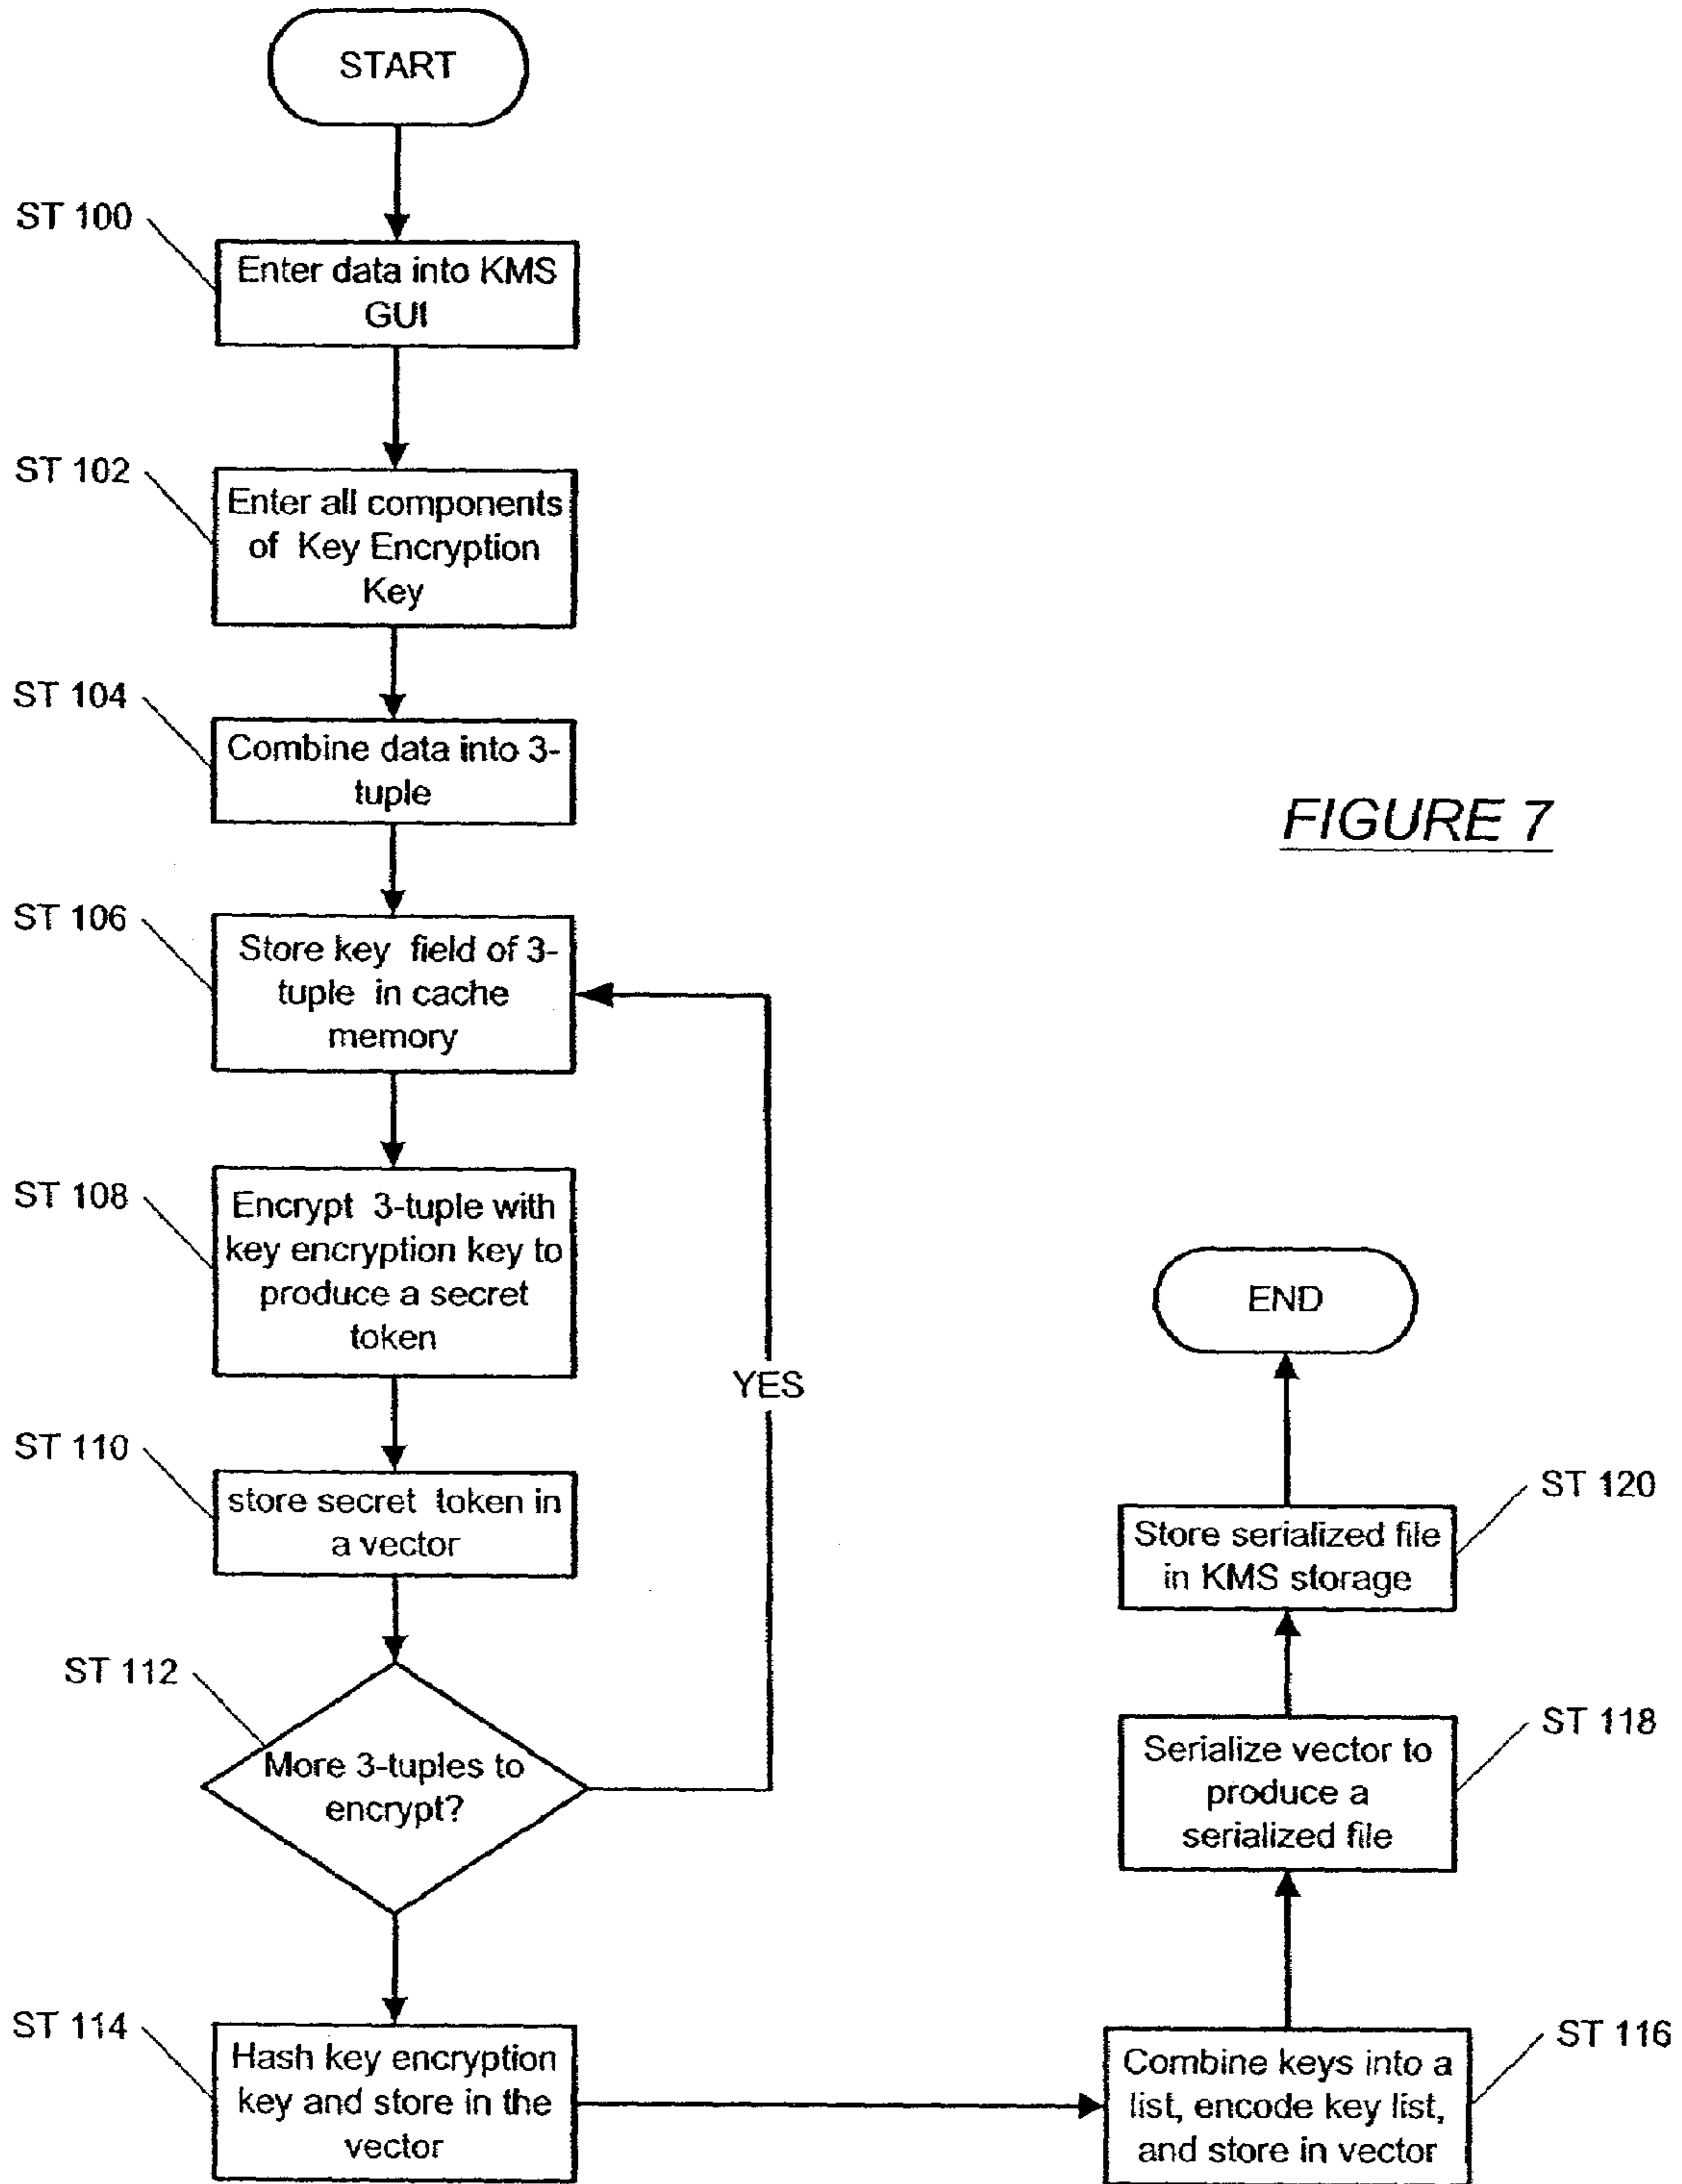 START
ST 100
Enter data into KMS
GUI
ST 102
Enter all components
of Key Encryption
Key
ST 104
Combine data into 3-
tuple
FIGURE 7
ST 106
Store key field of 3-
tuple in cache
memory
ST 108
Encrypt 3-tuple with
key encryption key to
produce a secret
token
YES
ST 110
store secret token in
a vector
ST 112
More 3-tuples to
encrypt?
ST 114
Hash key encryption
key and store in the
vector
ST 116
Combine keys into a
list, encode key list,
and store in vector
ST 118
Serialize vector to
produce a
serialized file
ST 120
Store serialized file
in KMS storage
END